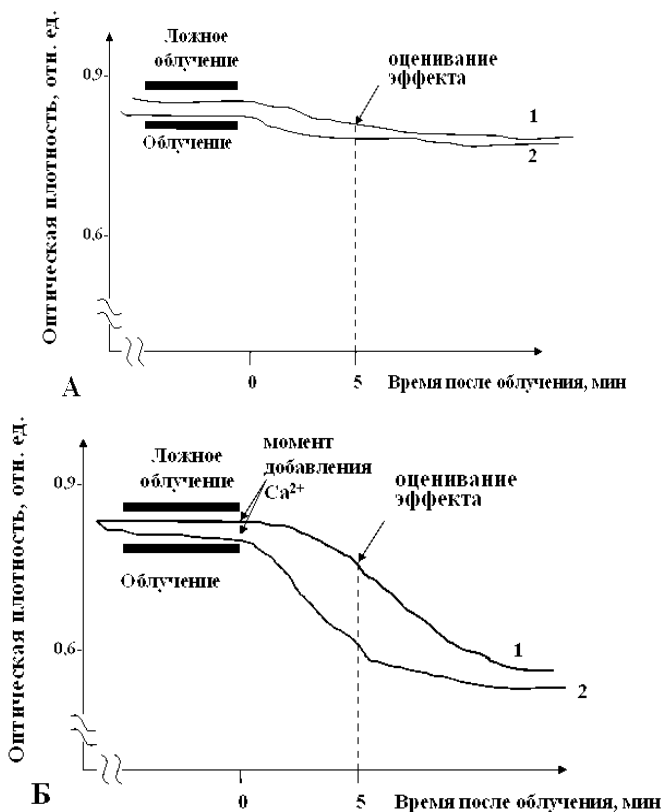 Оптическая плотность, отн. ед.
Ложное
облучение
0,9
оценивание
эффекта
1
Облучение
2
0,6
0
5
Время после облучения, мин
А
Оптическая плотность, отн. ед.
момент
добавления
Ca²⁺
Ложное
облучение
0,9
оценивание
эффекта
Облучение
0,6
1
2
0
5
Время после облучения, мин
Б